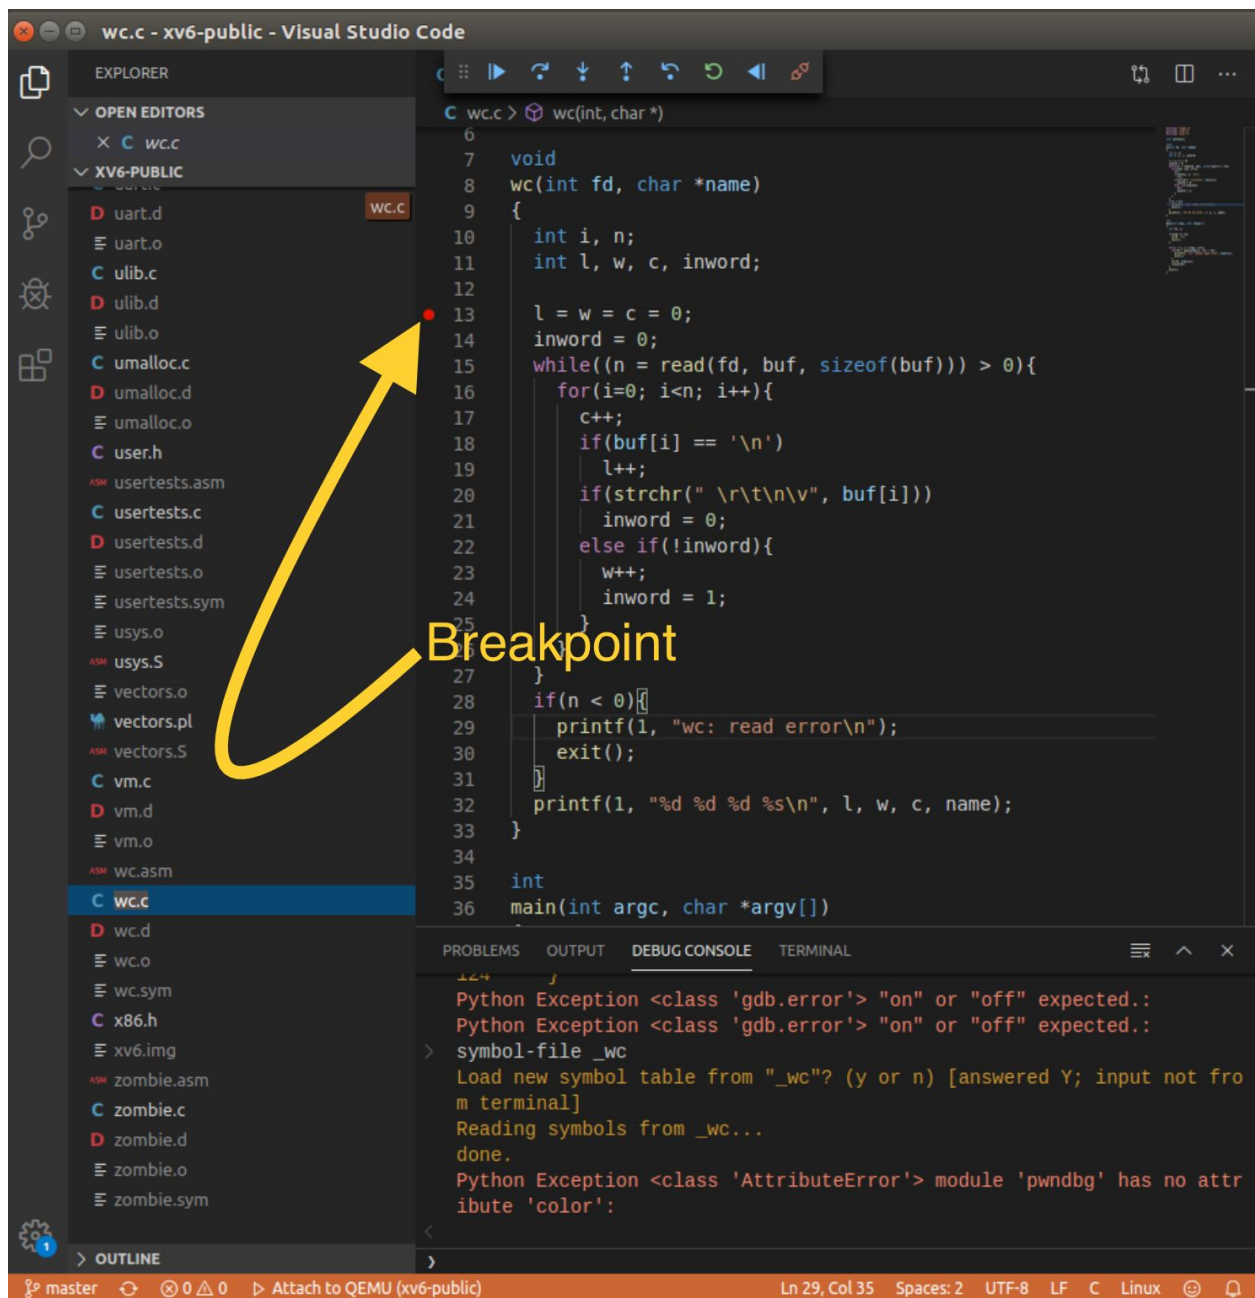 wc.c - xv6-public - Visual Studio Code
EXPLORER
OPEN EDITORS
C wc.c
XV6-PUBLIC
D uart.d
wc.c
uart.o
C ulib.c
D ulib.d
ulib.o
C umalloc.c
D umalloc.d
umalloc.o
C user.h
ASM usertests.asm
C usertests.c
D usertests.d
usertests.o
usertests.sym
usys.o
ASM usys.S
vectors.o
vectors.pl
ASM vectors.S
C vm.c
D vm.d
vm.o
ASM wc.asm
C wc.c
D wc.d
wc.o
wc.sym
C x86.h
xv6.img
ASM zombie.asm
C zombie.c
D zombie.d
zombie.o
zombie.sym
OUTLINE
C wc.c > wc(int, char *)
6
7 void
8 wc(int fd, char *name)
9 {
10 int i, n;
11 int l, w, c, inword;
12
13 l = w = c = 0;
14 inword = 0;
15 while((n = read(fd, buf, sizeof(buf))) > 0){
16 for(i=0; i<n; i++){
17 c++;
18 if(buf[i] == '\n')
19 l++;
20 if(strchr(" \r\t\n\v", buf[i]))
21 inword = 0;
22 else if(!inword){
23 w++;
24 inword = 1;
25 }
Breakpoint
26 }
27 }
28 if(n < 0){
29 printf(1, "wc: read error\n");
30 exit();
31 }
32 printf(1, "%d %d %d %s\n", l, w, c, name);
33 }
34
35 int
36 main(int argc, char *argv[])
PROBLEMS OUTPUT DEBUG CONSOLE TERMINAL
124 }
Python Exception <class 'gdb.error'> "on" or "off" expected.:
Python Exception <class 'gdb.error'> "on" or "off" expected.:
symbol-file _wc
Load new symbol table from "_wc"? (y or n) [answered Y; input not fro
m terminal]
Reading symbols from _wc...
done.
Python Exception <class 'AttributeError'> module 'pwndbg' has no attr
ibute 'color':
1
master 0 0 Attach to QEMU (xv6-public) Ln 29, Col 35 Spaces: 2 UTF-8 LF C Linux